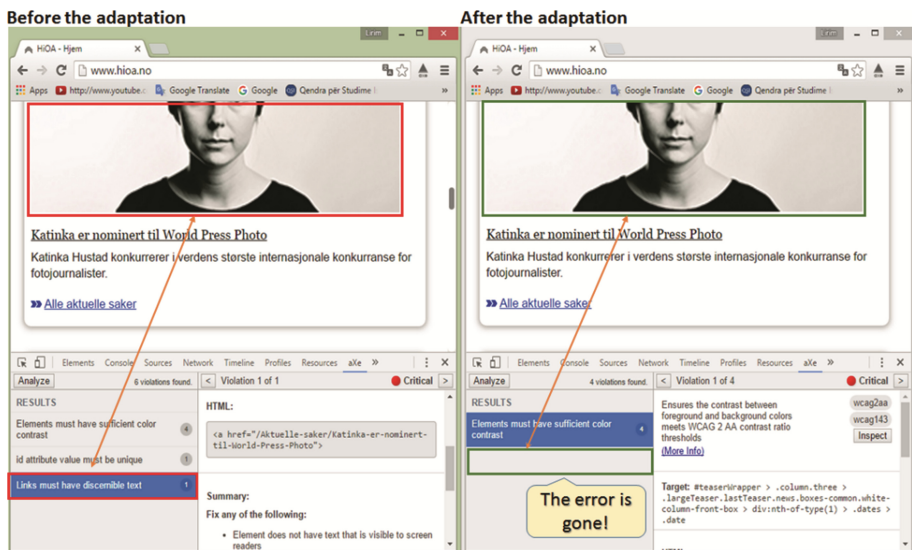 Before the adaptation
Lirim
HiOA - Hjem
www.hioa.no
Apps
http://www.youtube.c
Google Translate
Google
Qendra për Studime
Katinka er nominert til World Press Photo
Katinka Hustad konkurrerer i verdens største internasjonale konkurranse for
fotojournalister.
Alle aktuelle saker
Elements Console Sources Network Timeline Profiles Resources aXe »
Analyze
6 violations found.
< Violation 1 of 1
Critical >
RESULTS
Elements must have sufficient color
contrast
4
id attribute value must be unique
1
Links must have discernible text
1
HTML:
<a href="/Aktuelle-saker/Katinka-er-nominert-
til-World-Press-Photo">
Summary:
Fix any of the following:
• Element does not have text that is visible to screen
readers
After the adaptation
Lirim
HiOA - Hjem
www.hioa.no
Apps
http://www.youtube.c
Google Translate
Google
Qendra për Studime
Katinka er nominert til World Press Photo
Katinka Hustad konkurrerer i verdens største internasjonale konkurranse for
fotojournalister.
Alle aktuelle saker
Elements Console Sources Network Timeline Profiles Resources aXe »
Analyze
4 violations found.
< Violation 1 of 4
Critical >
RESULTS
Elements must have sufficient color
contrast
4
The error is
gone!
Ensures the contrast between
foreground and background colors
meets WCAG 2 AA contrast ratio
thresholds
(More Info)
wcag2aa
wcag143
Inspect
Target: #teaserWrapper > .column.three >
.largeTeaser.lastTeaser.news.boxes-common.white-
column-front-box > div:nth-of-type(1) > .dates >
.date